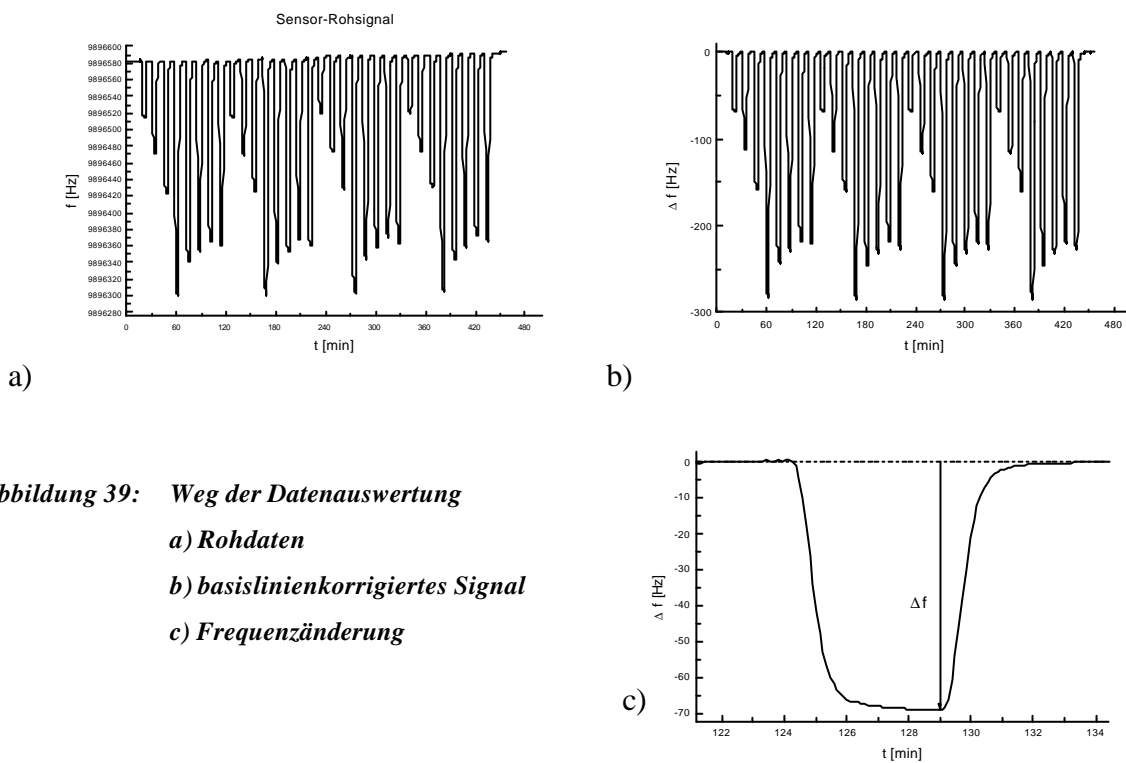 Sensor-Rohsignal
9896600
9896580
9896560
9896540
9896520
9896500
9896480
9896460
9896440
9896420
9896400
9896380
9896360
9896340
9896320
9896300
9896280
f [Hz]
0 60 120 180 240 300 360 420 480
t [min]
a)
0
-100
-200
-300
Δ f [Hz]
0 60 120 180 240 300 360 420 480
t [min]
b)
bbildung 39: Weg der Datenauswertung
a) Rohdaten
b) basislinienkorrigiertes Signal
c) Frequenzänderung
0
-10
-20
-30
-40
-50
-60
-70
Δ f [Hz]
Δf
122 124 126 128 130 132 134
t [min]
c)